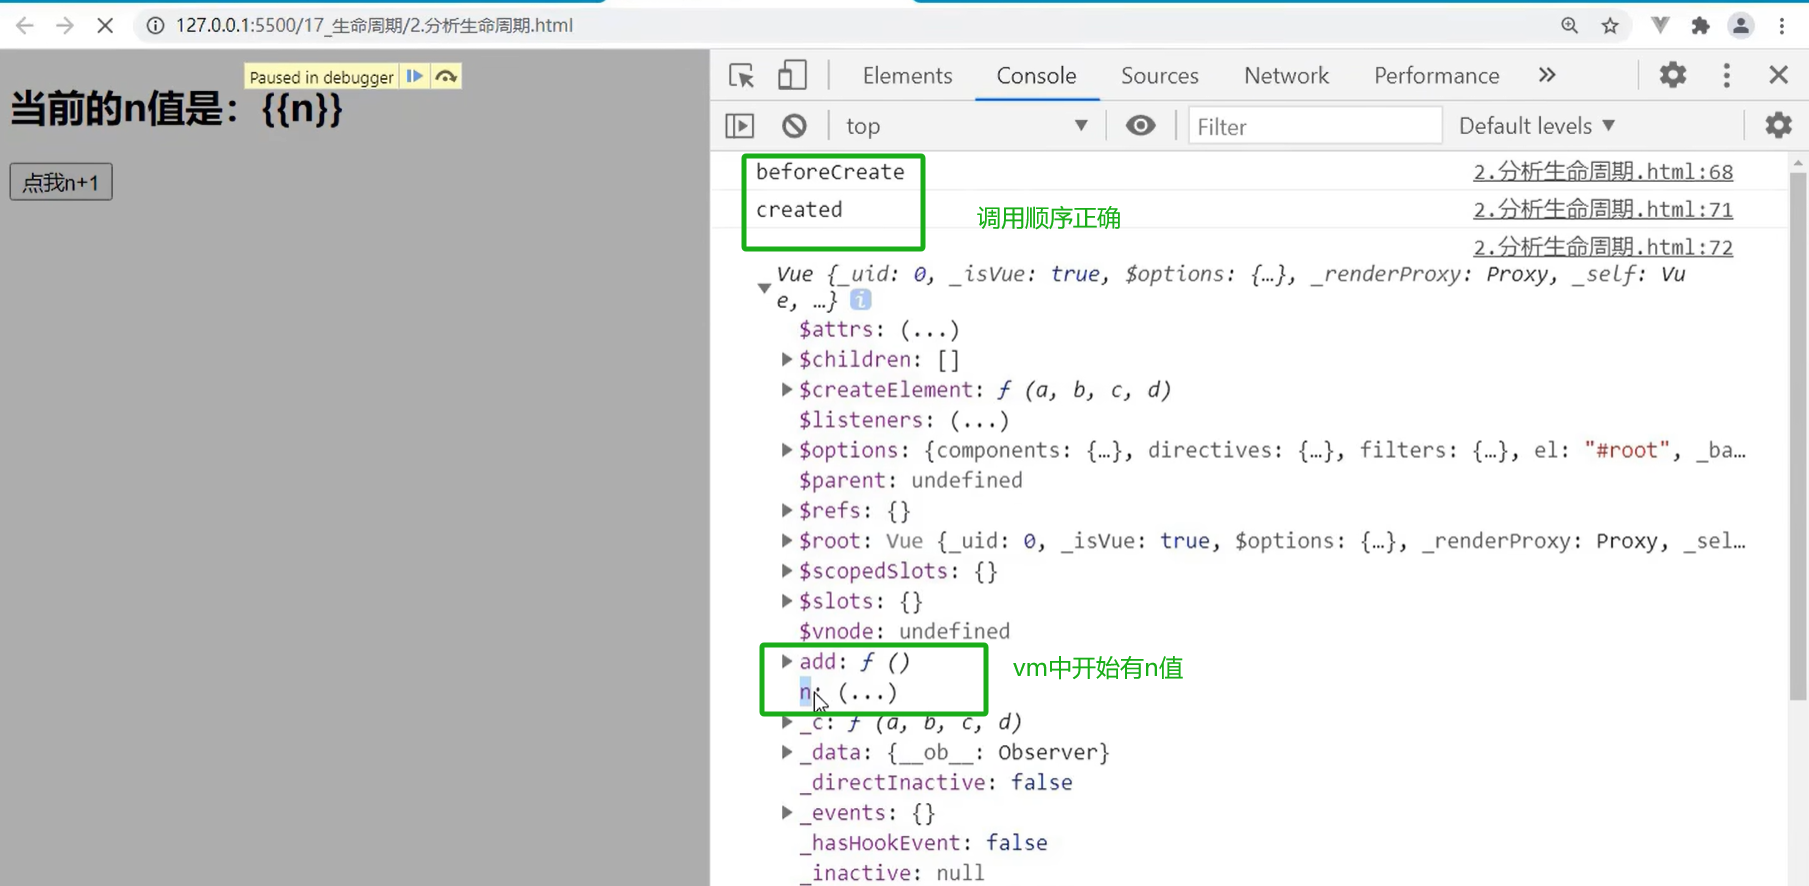 127.0.0.1:5500/17_生命周期/2.分析生命周期.html
Paused in debugger
当前的n值是：{{n}}
点我n+1
Elements Console Sources Network Performance »
top Filter Default levels ▼
beforeCreate 2.分析生命周期.html:68
created 2.分析生命周期.html:71
调用顺序正确
2.分析生命周期.html:72
Vue {_uid: 0, _isVue: true, $options: {…}, _renderProxy: Proxy, _self: Vu
e, …} i
$attrs: (...)
$children: []
$createElement: ƒ (a, b, c, d)
$listeners: (...)
$options: {components: {…}, directives: {…}, filters: {…}, el: "#root", _ba…
$parent: undefined
$refs: {}
$root: Vue {_uid: 0, _isVue: true, $options: {…}, _renderProxy: Proxy, _sel…
$scopedSlots: {}
$slots: {}
$vnode: undefined
add: ƒ ()
vm中开始有n值
n: (...)
_c: ƒ (a, b, c, d)
_data: {__ob__: Observer}
_directInactive: false
_events: {}
_hasHookEvent: false
_inactive: null